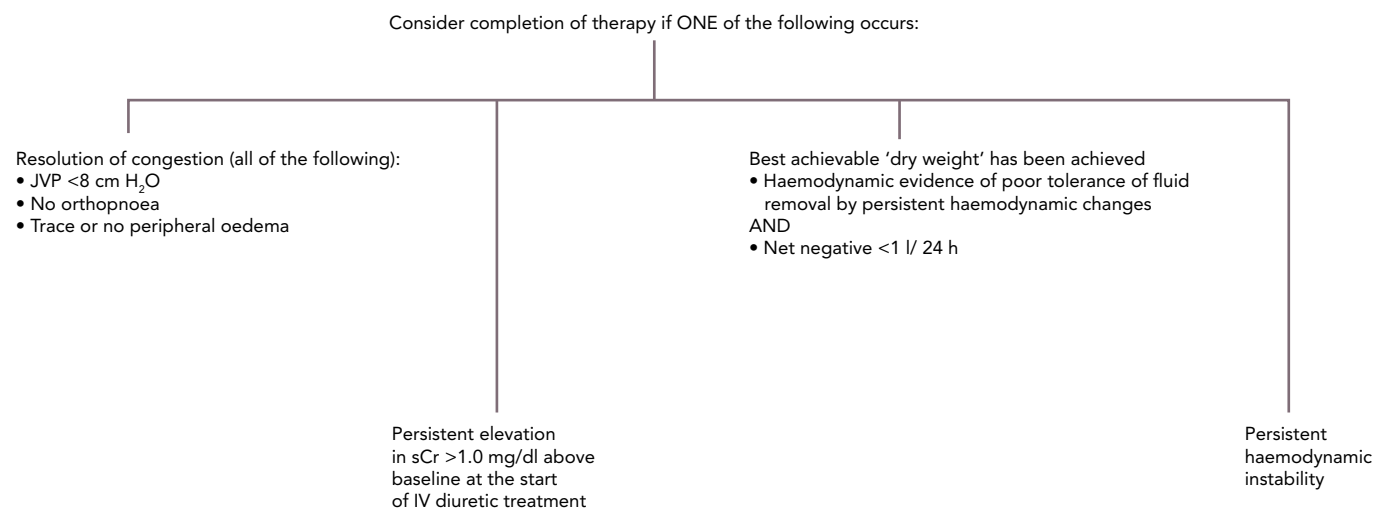 Consider completion of therapy if ONE of the following occurs:
Resolution of congestion (all of the following):
• JVP <8 cm H₂O
• No orthopnoea
• Trace or no peripheral oedema
Persistent elevation
in sCr >1.0 mg/dl above
baseline at the start
of IV diuretic treatment
Best achievable ‘dry weight’ has been achieved
• Haemodynamic evidence of poor tolerance of fluid
removal by persistent haemodynamic changes
AND
• Net negative <1 l/ 24 h
Persistent
haemodynamic
instability